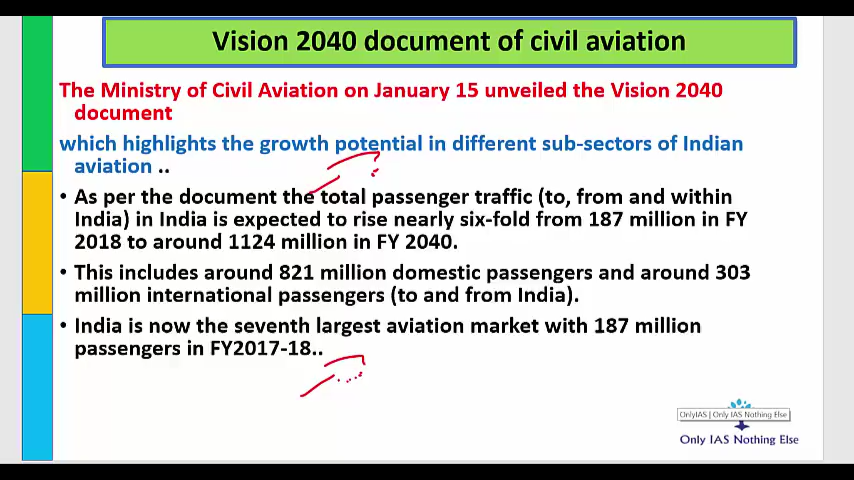 Vision 2040 document of civil aviation
The Ministry of Civil Aviation on January 15 unveiled the Vision 2040
document
which highlights the growth potential in different sub-sectors of Indian
aviation ..
• As per the document the total passenger traffic (to, from and within
India) in India is expected to rise nearly six-fold from 187 million in FY
2018 to around 1124 million in FY 2040.
• This includes around 821 million domestic passengers and around 303
million international passengers (to and from India).
• India is now the seventh largest aviation market with 187 million
passengers in FY2017-18..
OnlyIAS | Only IAS Nothing Else
Only IAS Nothing Else